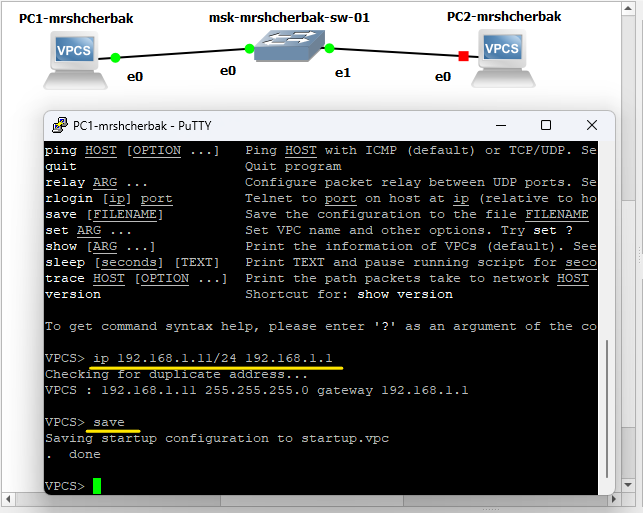 PC1-mrshcherbak
msk-mrshcherbak-sw-01
PC2-mrshcherbak
VPCS
VPCS
e0
e0
e1
e0
PC1-mrshcherbak - PuTTY
ping HOST [OPTION ...]   Ping HOST with ICMP (default) or TCP/UDP. Se
quit                     Quit program
relay ARG ...            Configure packet relay between UDP ports. Se
rlogin [ip] port         Telnet to port on host at ip (relative to ho
save [FILENAME]          Save the configuration to the file FILENAME
set ARG ...              Set VPC name and other options. Try set ?
show [ARG ...]           Print the information of VPCs (default). See
sleep [seconds] [TEXT]   Print TEXT and pause running script for seco
trace HOST [OPTION ...]  Print the path packets take to network HOST
version                  Shortcut for: show version
To get command syntax help, please enter '?' as an argument of the co
VPCS> ip 192.168.1.11/24 192.168.1.1
Checking for duplicate address...
VPCS : 192.168.1.11 255.255.255.0 gateway 192.168.1.1
VPCS> save
Saving startup configuration to startup.vpc
.  done
VPCS>